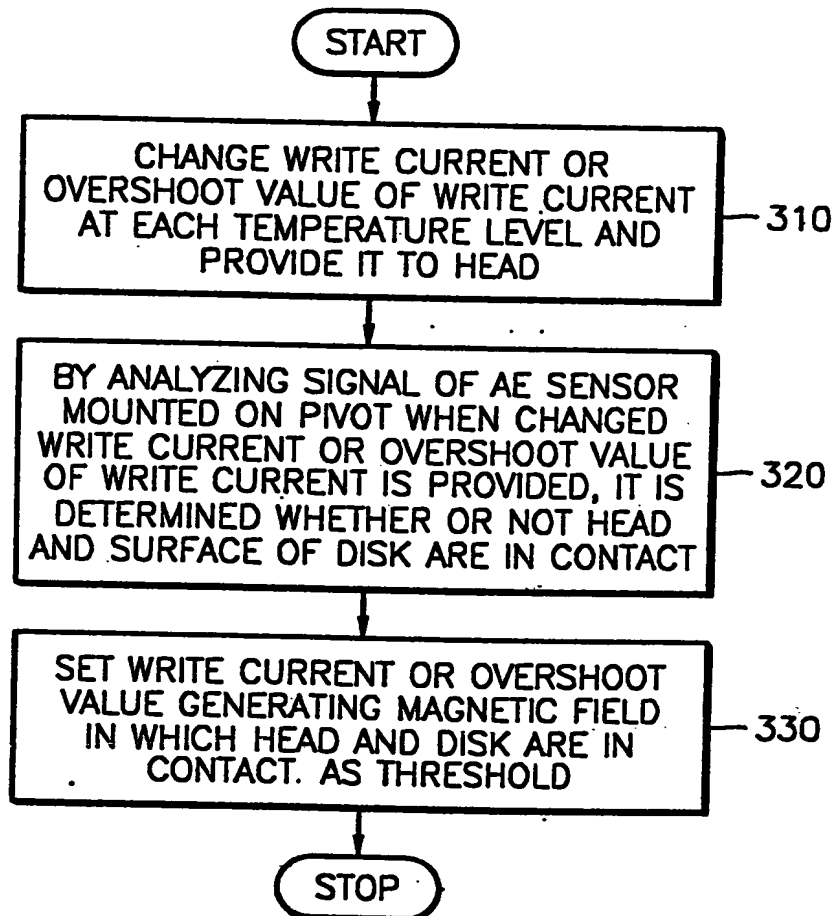 START
CHANGE WRITE CURRENT OR
OVERSHOOT VALUE OF WRITE CURRENT
AT EACH TEMPERATURE LEVEL AND
PROVIDE IT TO HEAD
310
BY ANALYZING SIGNAL OF AE SENSOR
MOUNTED ON PIVOT WHEN CHANGED
WRITE CURRENT OR OVERSHOOT VALUE
OF WRITE CURRENT IS PROVIDED, IT IS
DETERMINED WHETHER OR NOT HEAD
AND SURFACE OF DISK ARE IN CONTACT
320
SET WRITE CURRENT OR OVERSHOOT
VALUE GENERATING MAGNETIC FIELD
IN WHICH HEAD AND DISK ARE IN
CONTACT. AS THRESHOLD
330
STOP